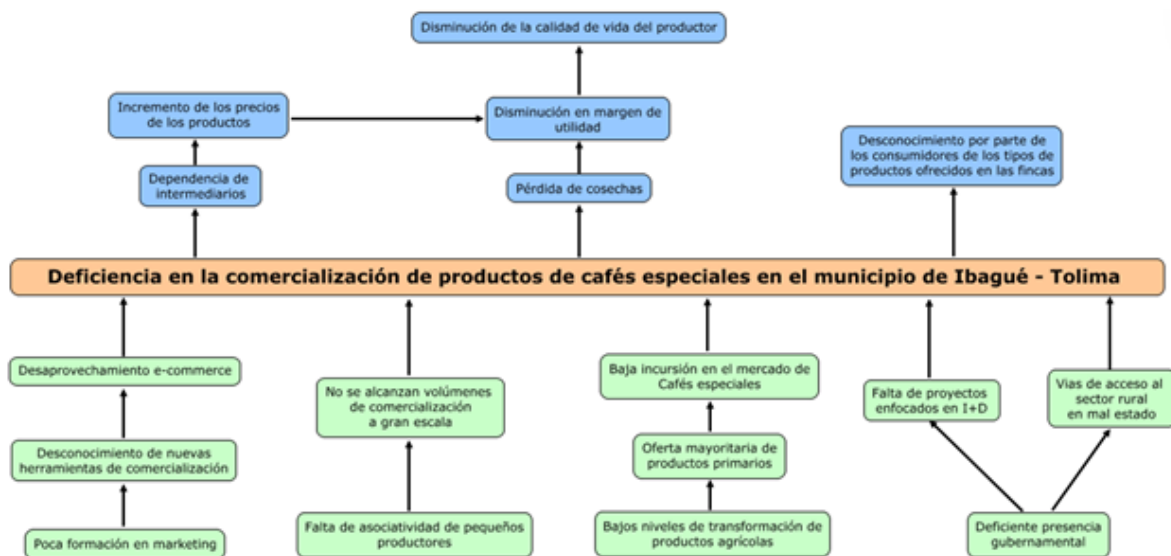 Disminución de la calidad de vida del productor
Incremento de los precios
de los productos
Disminución en margen de
utilidad
Desconocimiento por parte de
los consumidores de los tipos de
productos ofrecidos en las fincas
Dependencia de
intermediarios
Pérdida de cosechas
Deficiencia en la comercialización de productos de cafés especiales en el municipio de Ibagué - Tolima
Desaprovechamiento e-commerce
No se alcanzan volúmenes
de comercialización
a gran escala
Baja incursión en el mercado de
Cafés especiales
Falta de proyectos
enfocados en I+D
Vias de acceso al
sector rural
en mal estado
Desconocimiento de nuevas
herramientas de comercialización
Oferta mayoritaria de
productos primarios
Poca formación en marketing
Falta de asociatividad de pequeños
productores
Bajos niveles de transformación de
productos agrícolas
Deficiente presencia
gubernamental